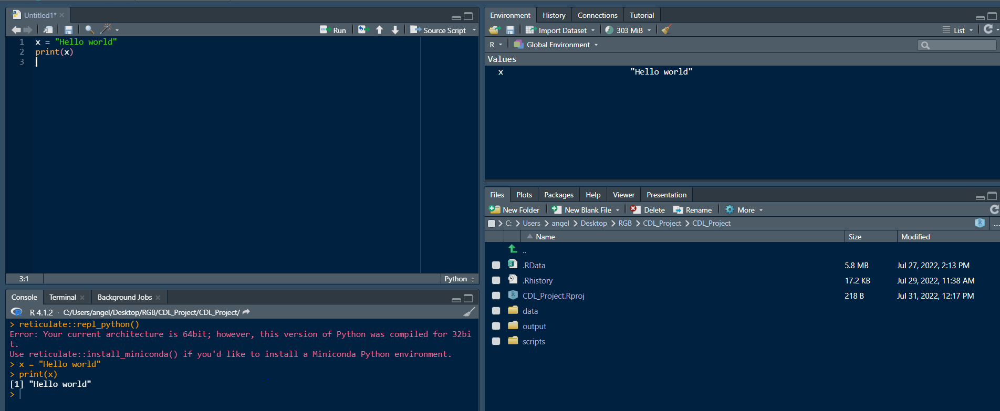 Untitled1*
Run
Source Script
1 x = "Hello world"
2 print(x)
3
3:1
Python
Console Terminal Background Jobs
R 4.1.2 · C:/Users/angel/Desktop/RGB/CDL_Project/CDL_Project/
> reticulate::repl_python()
Error: Your current architecture is 64bit; however, this version of Python was compiled for 32bi
t.
Use reticulate::install_miniconda() if you'd like to install a Miniconda Python environment.
> x = "Hello world"
> print(x)
[1] "Hello world"
>
Environment History Connections Tutorial
Import Dataset 303 MiB List
R Global Environment
Values
x "Hello world"
Files Plots Packages Help Viewer Presentation
New Folder New Blank File Delete Rename More
C: Users angel Desktop RGB CDL_Project CDL_Project ...
Name Size Modified
..
.RData 5.8 MB Jul 27, 2022, 2:13 PM
.Rhistory 17.2 KB Jul 29, 2022, 11:38 AM
CDL_Project.Rproj 218 B Jul 31, 2022, 12:17 PM
data
output
scripts